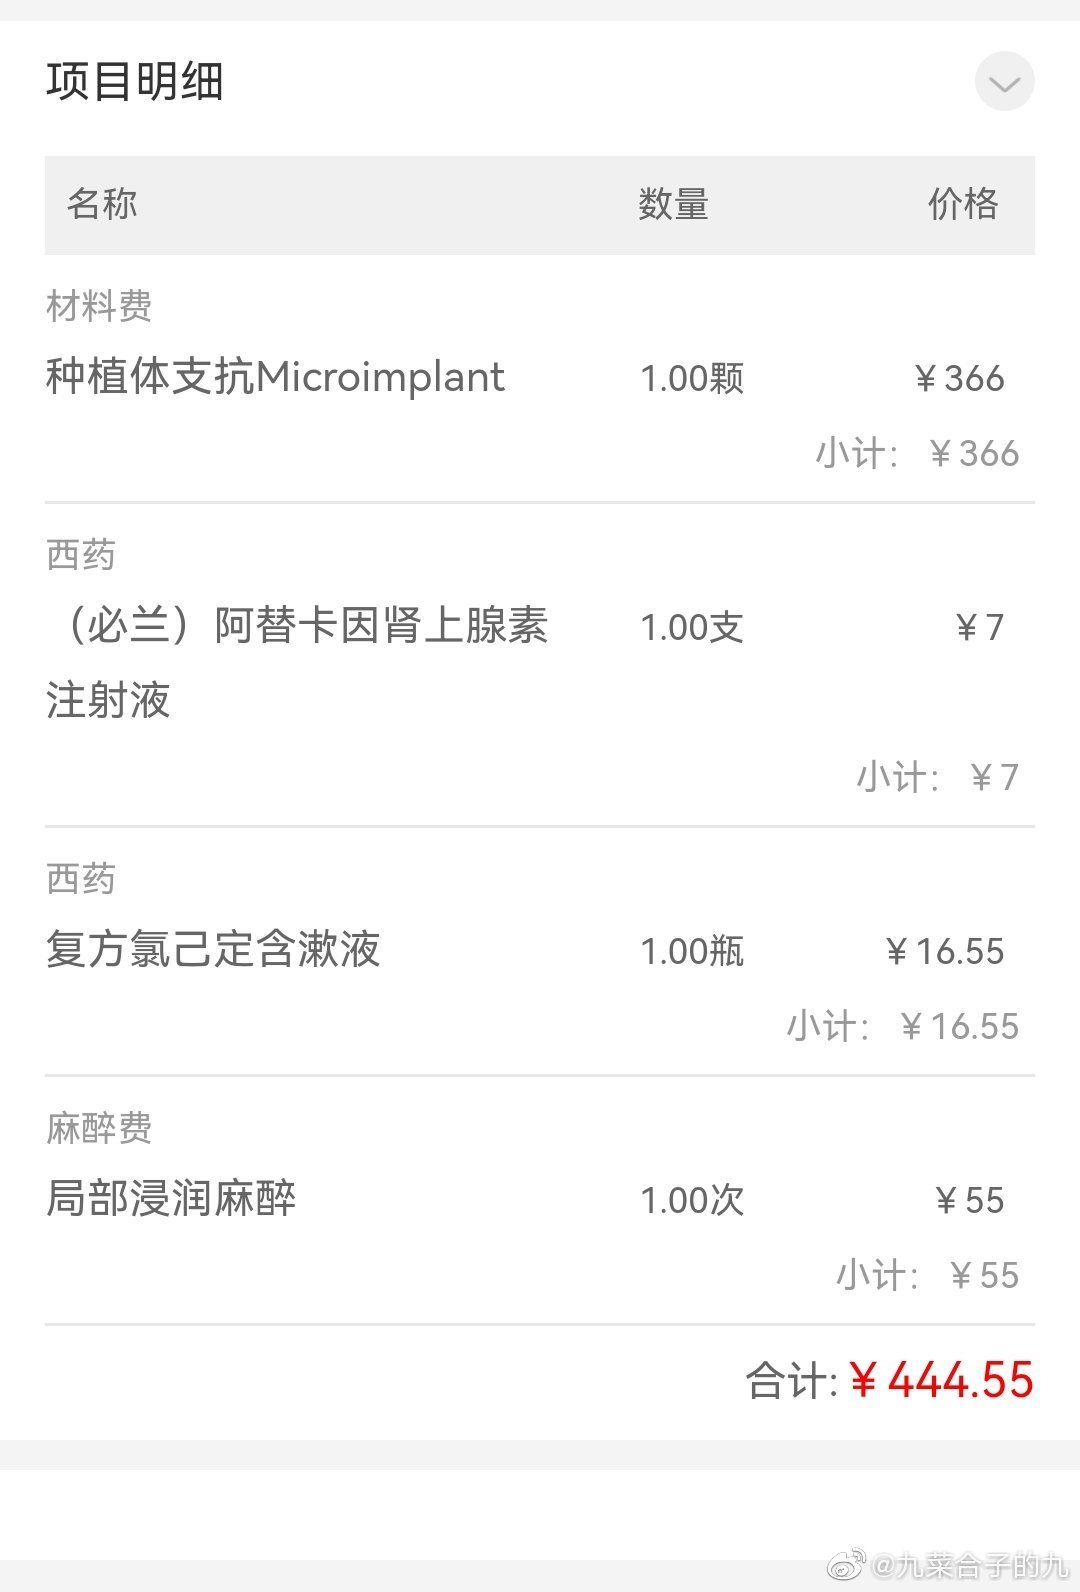 项目明细
名称 数量 价格
材料费
种植体支抗Microimplant 1.00颗 ¥366
小计： ¥366
西药
（必兰）阿替卡因肾上腺素 1.00支 ¥7
注射液
小计： ¥7
西药
复方氯己定含漱液 1.00瓶 ¥16.55
小计： ¥16.55
麻醉费
局部浸润麻醉 1.00次 ¥55
小计： ¥55
合计:¥444.55
@九菜合子的九